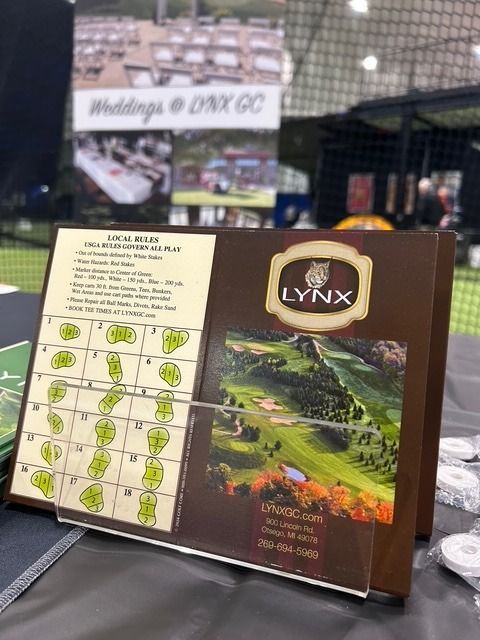 Weddings @ LYNX GC
LOCAL RULES
USGA RULES GOVERN ALL PLAY
• Out of bounds defined by White Stakes
• Water Hazards: Red Stakes
• Marker distance to Center of Green:
Red – 100 yds., White – 150 yds., Blue – 200 yds.
• Keep carts 30 ft. from Greens, Tees, Bunkers,
Wet Areas and use cart paths where provided
• Please Repair all Ball Marks, Divots, Rake Sand
BOOK TEE TIMES AT LYNXGC.com
1 2 3
4 5 6
7 8 9
10 11 12
13 14 15
16 17 18
LYNX
LYNXGC.com
900 Lincoln Rd.
Otsego, MI 49078
269-694-5969